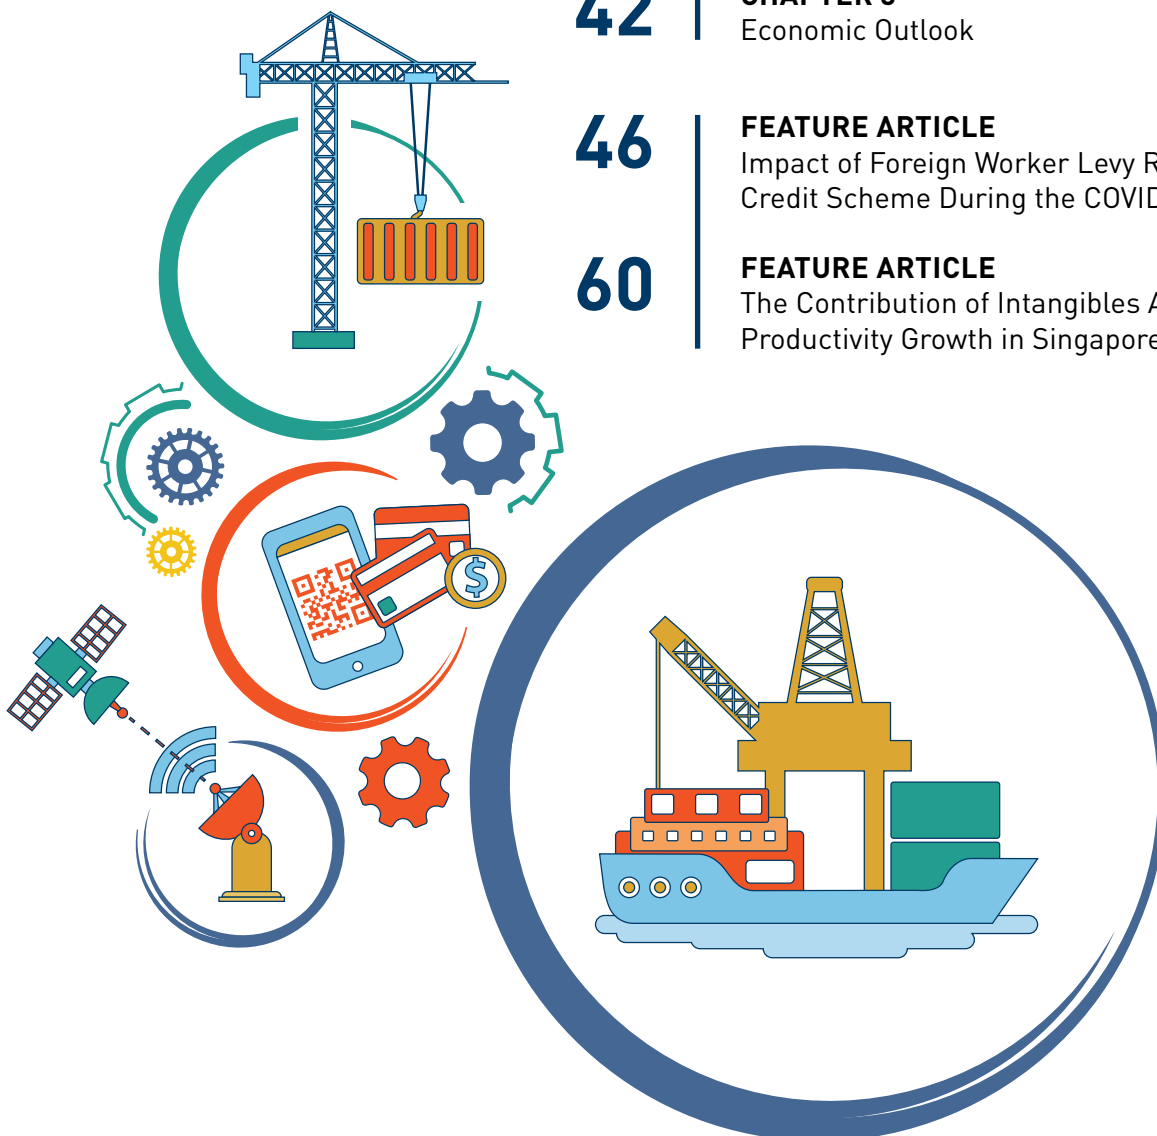 42
Economic Outlook
46
FEATURE ARTICLE
Impact of Foreign Worker Levy
Credit Scheme During the
60
FEATURE ARTICLE
The Contribution of Intangibles
Productivity Growth in Singapore
$